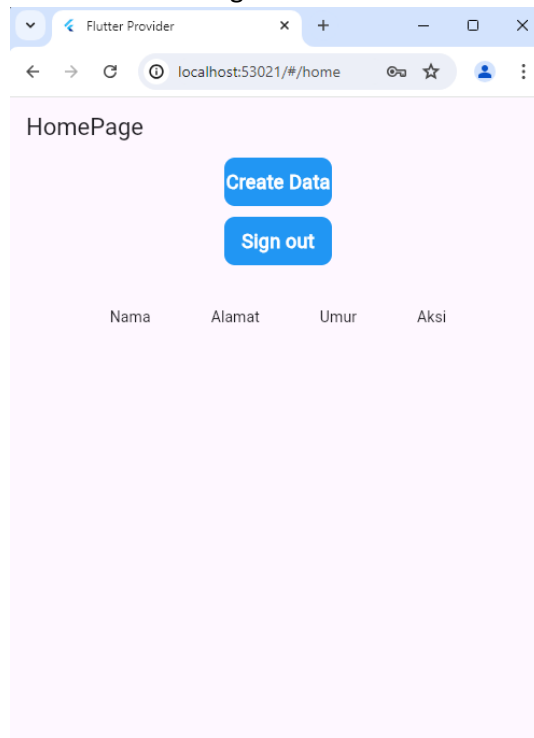 Flutter Provider
localhost:53021/#/home
HomePage
Create Data
Sign out
Nama Alamat Umur Aksi